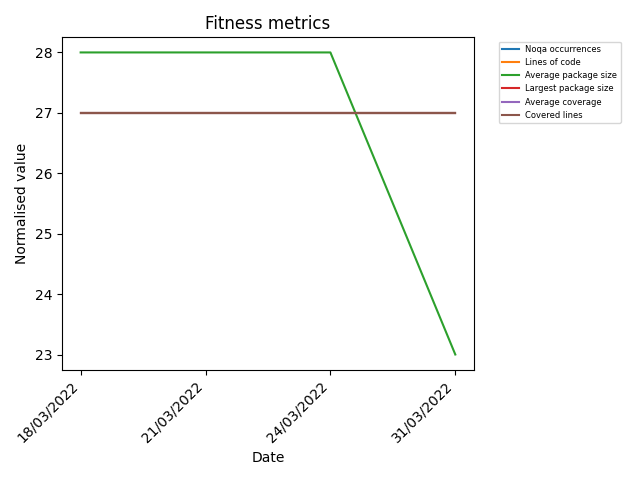 Fitness metrics
Normalised value
28
27
26
25
24
23
18/03/2022
21/03/2022
24/03/2022
31/03/2022
Date
Noqa occurrences
Lines of code
Average package size
Largest package size
Average coverage
Covered lines